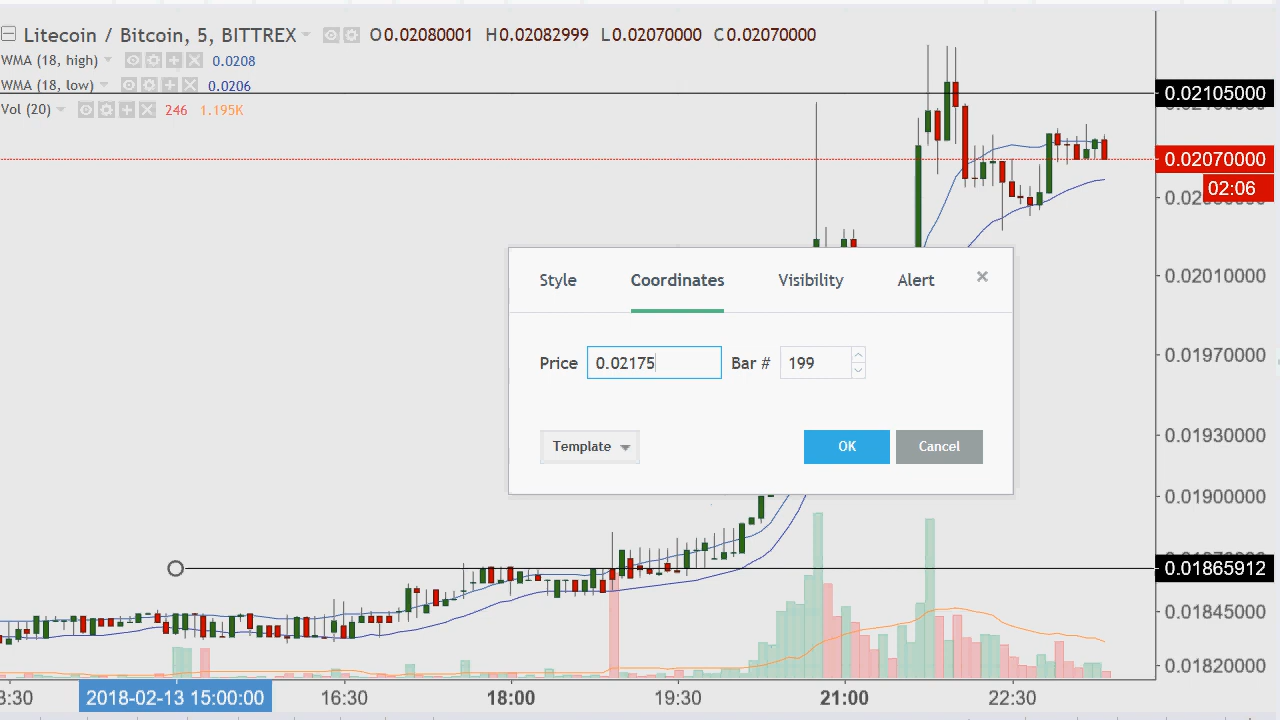 Litecoin / Bitcoin, 5, BITTREX O0.02080001 H0.02082999 L0.02070000 C0.02070000
WMA (18, high) 0.0208
WMA (18, low) 0.0206
Vol (20) 246 1.195K
0.02105000
0.02070000
02:06
0.02010000
0.01970000
0.01930000
0.01900000
0.01865912
0.01845000
0.01820000
Style Coordinates Visibility Alert
Price 0.02175 Bar # 199
Template OK Cancel
3:30 2018-02-13 15:00:00 16:30 18:00 19:30 21:00 22:30